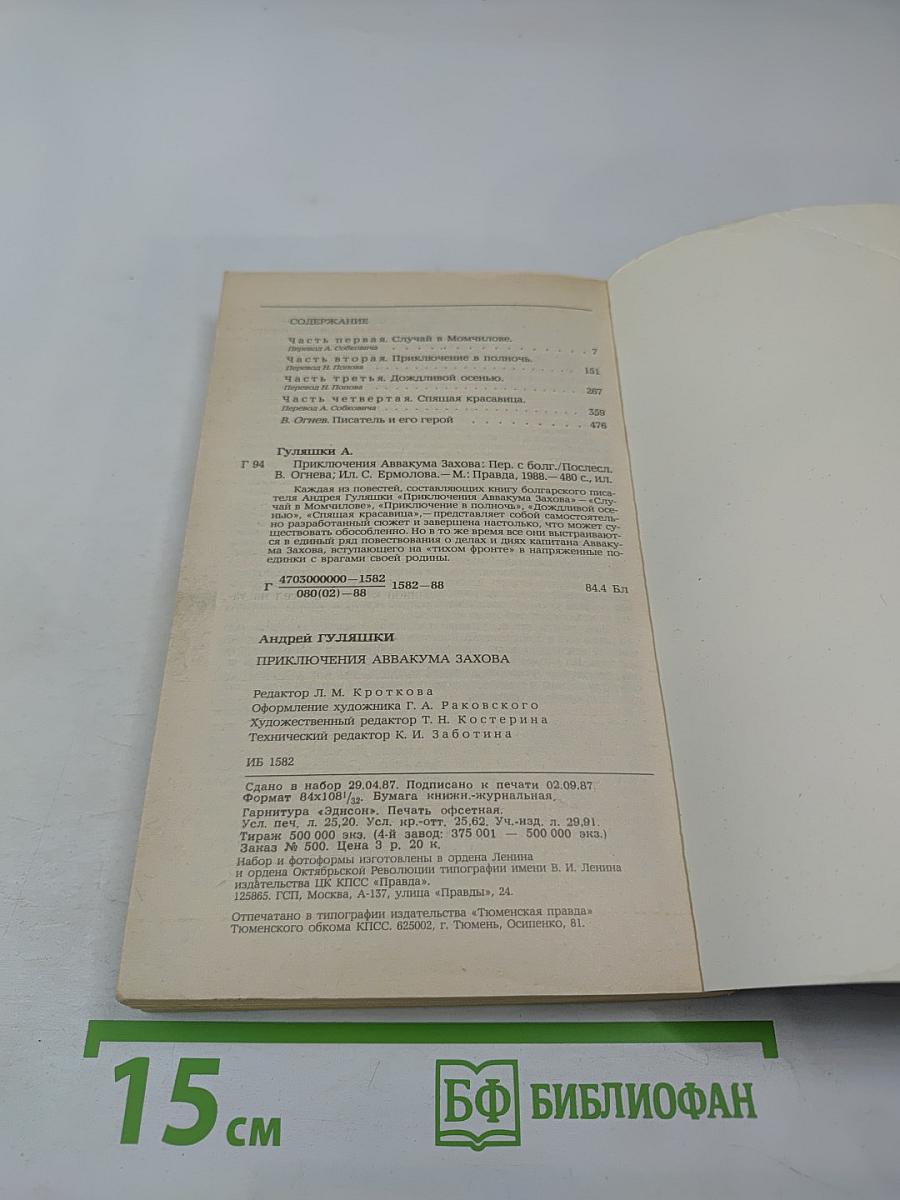 СОДЕРЖАНИЕ
Часть первая. Случай в Момчилове.
Перевод А. Собковича . . . . . . . . . . . . . . . . 7
Часть вторая. Приключение в полночь.
Перевод Н. Попова . . . . . . . . . . . . . . . . 151
Часть третья. Дождливой осенью.
Перевод Н. Попова . . . . . . . . . . . . . . . . 267
Часть четвертая. Спящая красавица.
Перевод А. Собковича . . . . . . . . . . . . . . . . 359
В. Огнев. Писатель и его герой . . . . . . . . . 476
Гуляшки А.
Г 94 Приключения Аввакума Захова: Пер. с болг./Послесл.
В. Огнева; Ил. С. Ермолова.— М.: Правда, 1988.— 480 с., ил.
Каждая из повестей, составляющих книгу болгарского писа-
теля Андрея Гуляшки «Приключения Аввакума Захова» — «Слу-
чай в Момчилове», «Приключение в полночь», «Дождливой осе-
нью», «Спящая красавица»,— представляет собой самостоятель-
но разработанный сюжет и завершена настолько, что может су-
ществовать обособленно. Но в то же время все они выстраивают-
ся в единый ряд повествования о делах и днях капитана Авваку-
ма Захова, вступающего на «тихом фронте» в напряженные по-
единки с врагами своей родины.
Г 4702000000—1582
080(02)—88 1582—88 84.4 Бл
Андрей ГУЛЯШКИ
ПРИКЛЮЧЕНИЯ АВВАКУМА ЗАХОВА
Редактор Л. М. Кроткова
Оформление художника Г. А. Раковского
Художественный редактор Т. Н. Костерина
Технический редактор К. И. Заботина
ИБ 1582
Сдано в набор 29.04.87. Подписано к печати 02.09.87.
Формат 84х108¹/₃₂. Бумага книжн.-журнальная.
Гарнитура «Эдисон». Печать офсетная.
Усл. печ. л. 25,20. Усл. кр.-отт. 25,62. Уч.-изд. л. 29,91.
Тираж 500 000 экз. (4-й завод: 375 001 — 500 000 экз.)
Заказ № 500. Цена 3 р. 20 к.
Набор и фотоформы изготовлены в ордена Ленина
и ордена Октябрьской Революции типографии имени В. И. Ленина
издательства ЦК КПСС «Правда».
125865. ГСП, Москва, А-137, улица «Правды», 24.
Отпечатано в типографии издательства «Тюменская правда»
Тюменского обкома КПСС. 625002, г. Тюмень, Осипенко, 81.
15 см
БФ БИБЛИОФАН